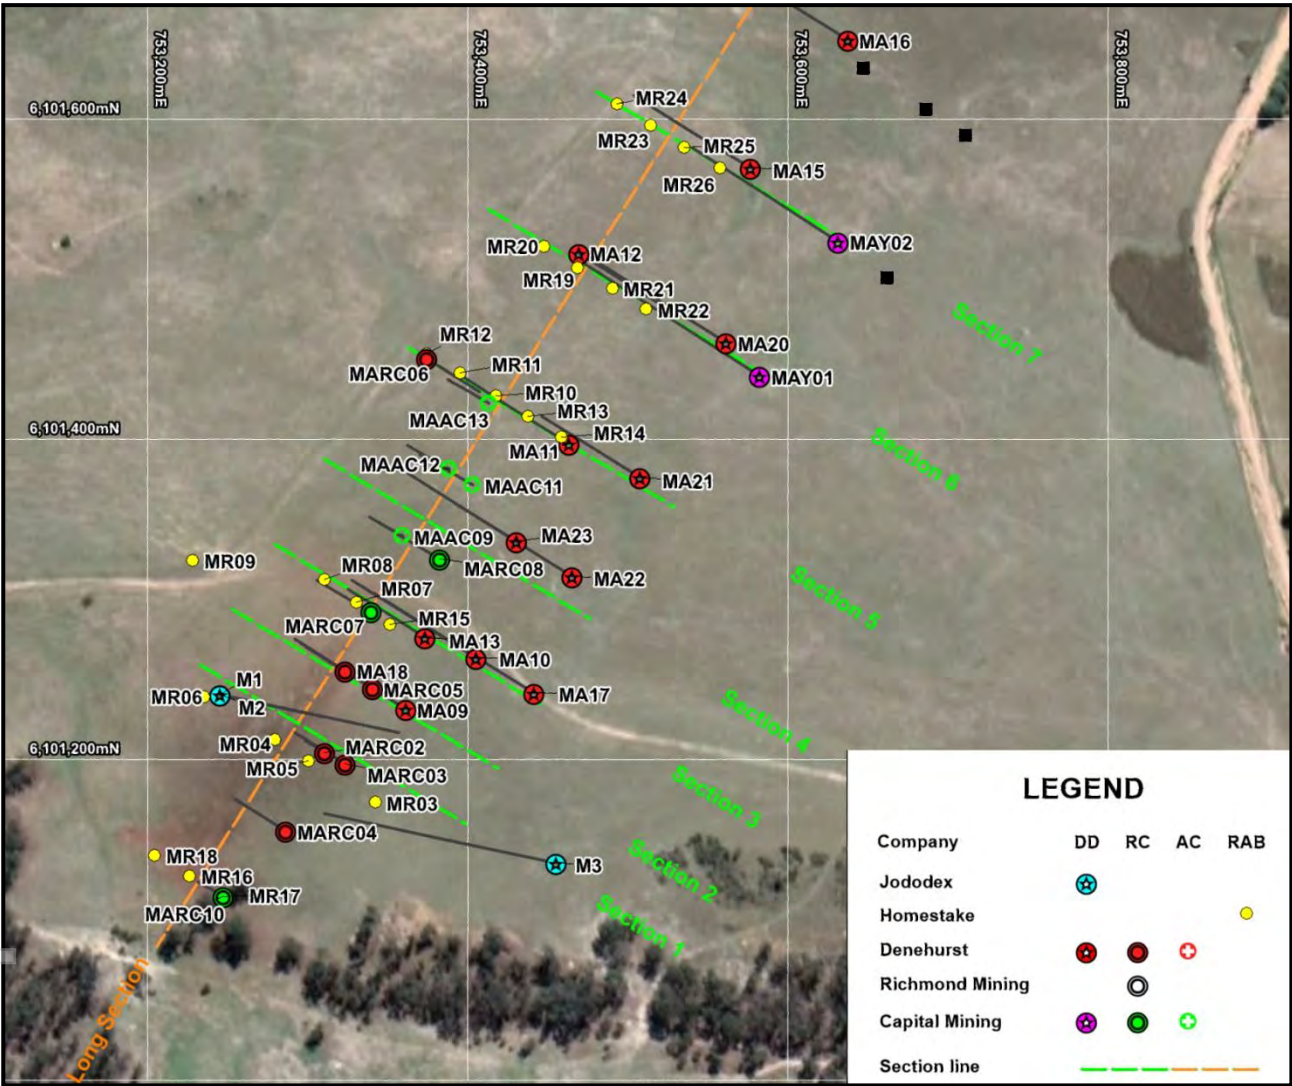 753,200mE
753,400mE
753,600mE
753,800mE
MA16
6,101,600mN
MR24
MR23
MR25
MR26
MA15
MAY02
MR20
MA12
MR19
MR21
MR22
Section 7
MA20
MAY01
MR12
MARC06
MR11
MR10
MAAC13
MR13
MR14
6,101,400mN
MA11
Section 6
MAAC12
MAAC11
MA21
MAAC09
MA23
MR09
MARC08
MA22
MR08
MR07
Section 5
MARC07
MR15
MA13
MA10
MA18
MARC05
MA17
M1
MR06
M2
MA09
Section 4
MR04
MARC02
6,101,200mN
MR05
MARC03
Section 3
MR03
MARC04
MR18
M3
Section 2
MR16
MR17
MARC10
Section 1
Long Section
LEGEND
Company DD RC AC RAB
Jododex
Homestake
Denehurst
Richmond Mining
Capital Mining
Section line